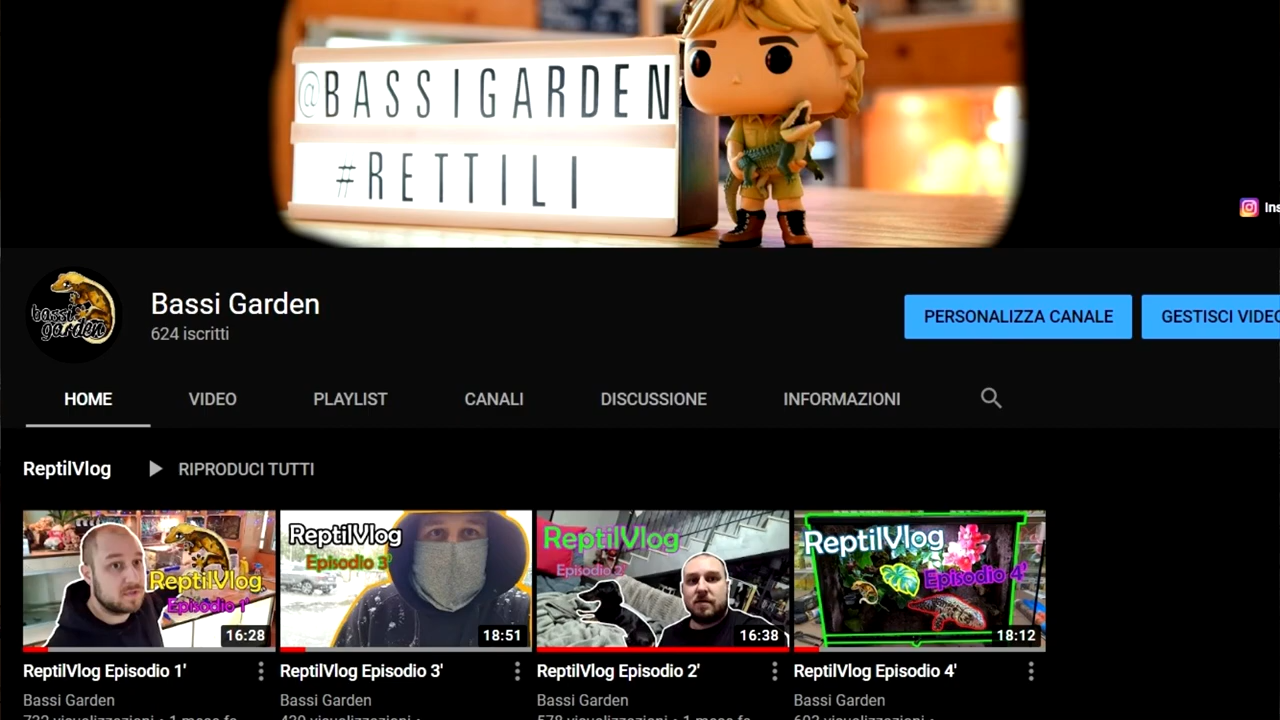 @BASSIGARDEN
#RETTILI
bassi
garden
Bassi Garden
624 iscritti
PERSONALIZZA CANALE
GESTISCI VIDEO
HOME
VIDEO
PLAYLIST
CANALI
DISCUSSIONE
INFORMAZIONI
ReptilVlog
RIPRODUCI TUTTI
ReptilVlog
Episodio 1'
16:28
ReptilVlog
Episodio 3'
18:51
ReptilVlog
Episodio 2'
16:38
ReptilVlog
Episodio 4'
18:12
ReptilVlog Episodio 1'
ReptilVlog Episodio 3'
ReptilVlog Episodio 2'
ReptilVlog Episodio 4'
Bassi Garden
Bassi Garden
Bassi Garden
Bassi Garden